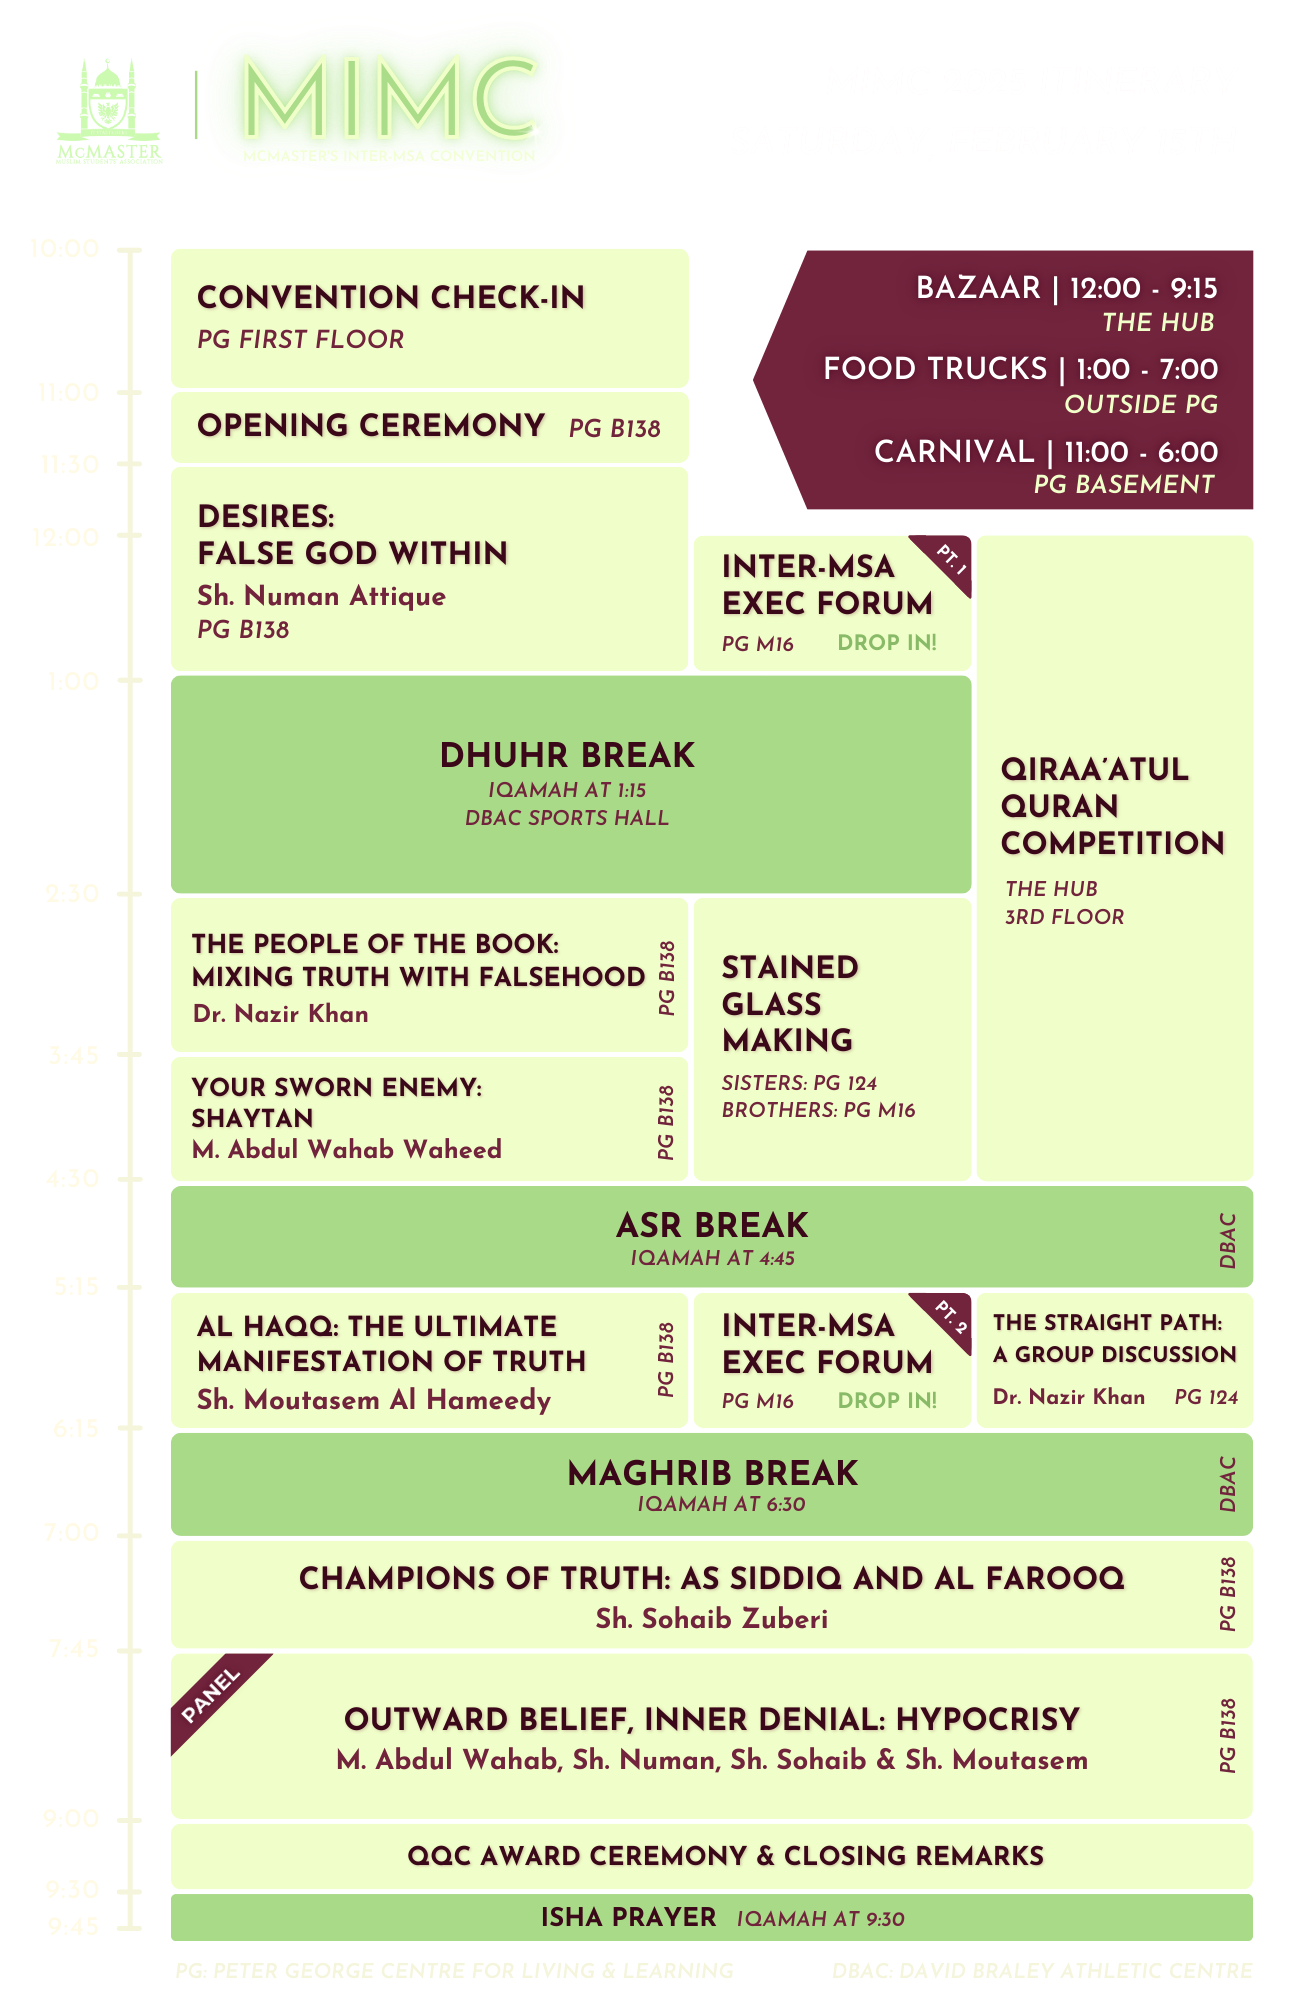 McMASTER
MUSLIM STUDENTS' ASSOCIATION
MIMC
MCMASTER'S INTER-MSA CONVENTION
10:00
CONVENTION CHECK-IN
PG FIRST FLOOR
BAZAAR | 12:00 - 9:15
THE HUB
FOOD TRUCKS | 1:00 - 7:00
OUTSIDE PG
CARNIVAL | 11:00 - 6:00
PG BASEMENT
11:00
OPENING CEREMONY PG B138
11:30
DESIRES:
FALSE GOD WITHIN
Sh. Numan Attique
PG B138
12:00
INTER-MSA
EXEC FORUM
PT. 1
PG M16 DROP IN!
QIRAA'ATUL
QURAN
COMPETITION
THE HUB
3RD FLOOR
1:00
DHUHR BREAK
IQAMAH AT 1:15
DBAC SPORTS HALL
2:30
THE PEOPLE OF THE BOOK:
MIXING TRUTH WITH FALSEHOOD
Dr. Nazir Khan
PG B138
STAINED
GLASS
MAKING
SISTERS: PG 124
BROTHERS: PG M16
3:45
YOUR SWORN ENEMY:
SHAYTAN
M. Abdul Wahab Waheed
PG B138
4:30
ASR BREAK
IQAMAH AT 4:45
DBAC
5:15
AL HAQQ: THE ULTIMATE
MANIFESTATION OF TRUTH
Sh. Moutasem Al Hameedy
PG B138
INTER-MSA
EXEC FORUM
PT. 2
PG M16 DROP IN!
THE STRAIGHT PATH:
A GROUP DISCUSSION
Dr. Nazir Khan PG 124
6:15
MAGHRIB BREAK
IQAMAH AT 6:30
DBAC
7:00
CHAMPIONS OF TRUTH: AS SIDDIQ AND AL FAROOQ
Sh. Sohaib Zuberi
PG B138
7:45
PANEL
OUTWARD BELIEF, INNER DENIAL: HYPOCRISY
M. Abdul Wahab, Sh. Numan, Sh. Sohaib & Sh. Moutasem
PG B138
9:00
QQC AWARD CEREMONY & CLOSING REMARKS
9:30
ISHA PRAYER IQAMAH AT 9:30
9:45
PG: PETER GEORGE CENTRE FOR LIVING & LEARNING
DBAC: DAVID BRALEY ATHLETIC CENTRE